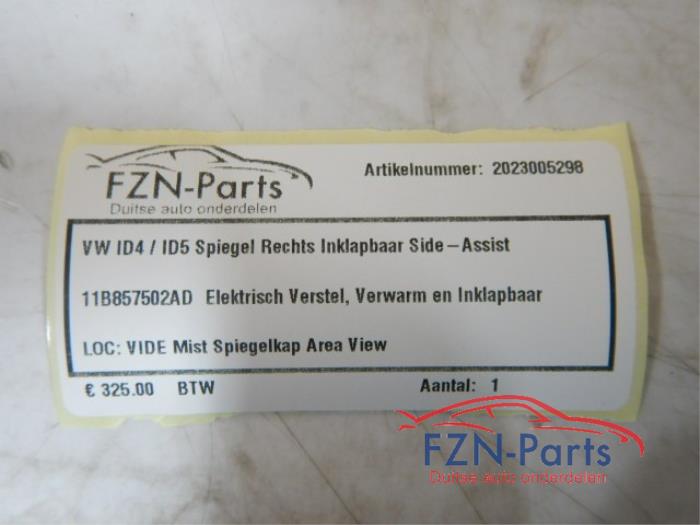 FZN-Parts
Duitse auto onderdelen
Artikelnummer: 2023005298
VW ID4 / ID5 Spiegel Rechts Inklapbaar Side-Assist
11B857502AD Elektrisch Verstel, Verwarm en Inklapbaar
LOC: VIDE Mist Spiegelkap Area View
€ 325.00 BTW
Aantal: 1
FZN-Parts
Duitse auto onderdelen